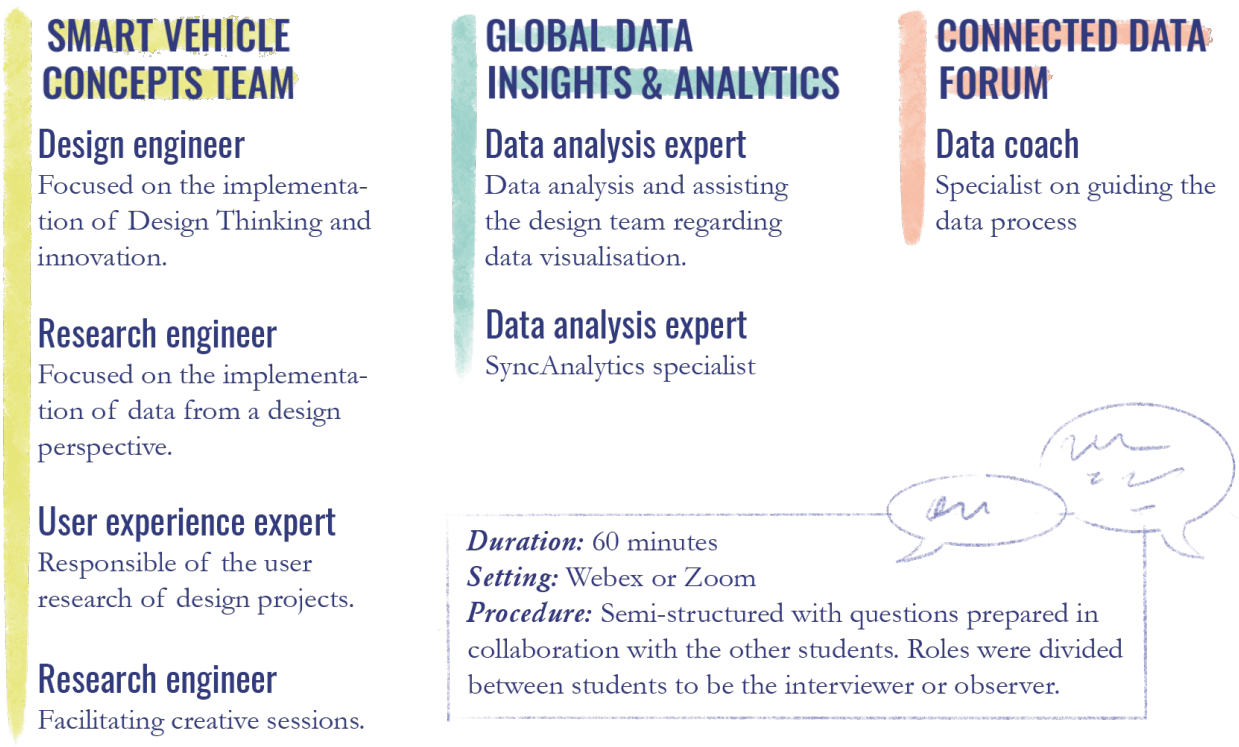 SMART VEHICLE
CONCEPTS TEAM
Design engineer
Focused on the implementa-
tion of Design Thinking and
innovation.
Research engineer
Focused on the implementa-
tion of data from a design
perspective.
User experience expert
Responsible of the user
research of design projects.
Research engineer
Facilitating creative sessions.
GLOBAL DATA
INSIGHTS & ANALYTICS
Data analysis expert
Data analysis and assisting
the design team regarding
data visualisation.
Data analysis expert
SyncAnalytics specialist
CONNECTED DATA
FORUM
Data coach
Specialist on guiding the
data process
Duration: 60 minutes
Setting: Webex or Zoom
Procedure: Semi-structured with questions prepared in
collaboration with the other students. Roles were divided
between students to be the interviewer or observer.